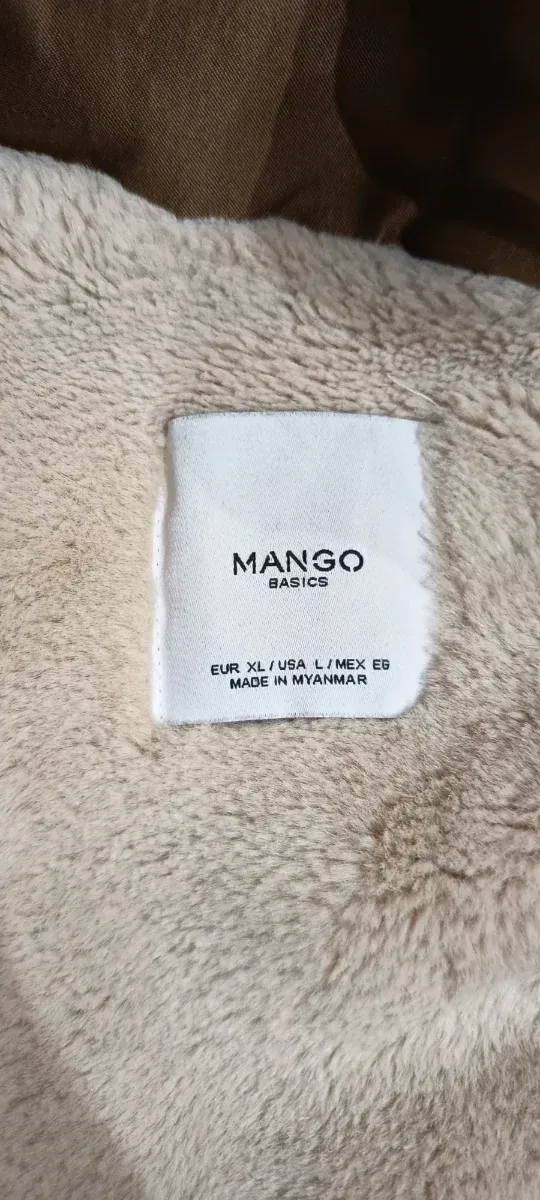 MANGO
BASICS
EUR XL / USA L / MEX EG
MADE IN MYANMAR